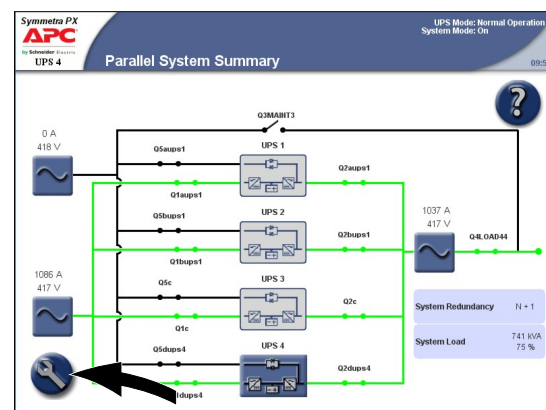 Symmetra PX
APC
by Schneider Electric
UPS 4
Parallel System Summary
UPS Mode: Normal Operation
System Mode: On
09:5
?
Q3MAINT3
0 A
418 V
Q5aups1
UPS 1
Q2aups1
Q1aups1
Q5bups1
UPS 2
Q2bups1
Q1bups1
1037 A
417 V
Q4LOAD44
1086 A
417 V
Q5c
UPS 3
Q2c
Q1c
System Redundancy N + 1
System Load 741 kVA
75 %
Q5dups4
UPS 4
Q2dups4
1dups4